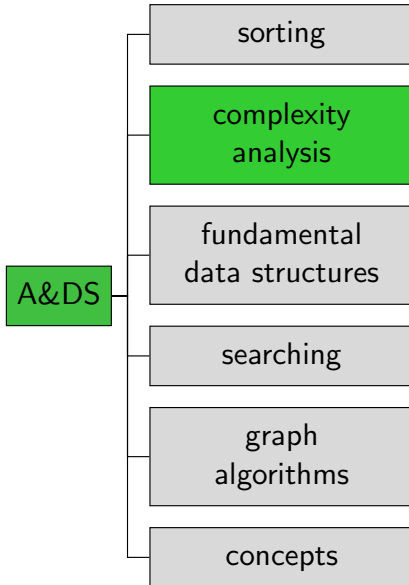 sorting
complexity
analysis
fundamental
data structures
A&DS
searching
graph
algorithms
concepts